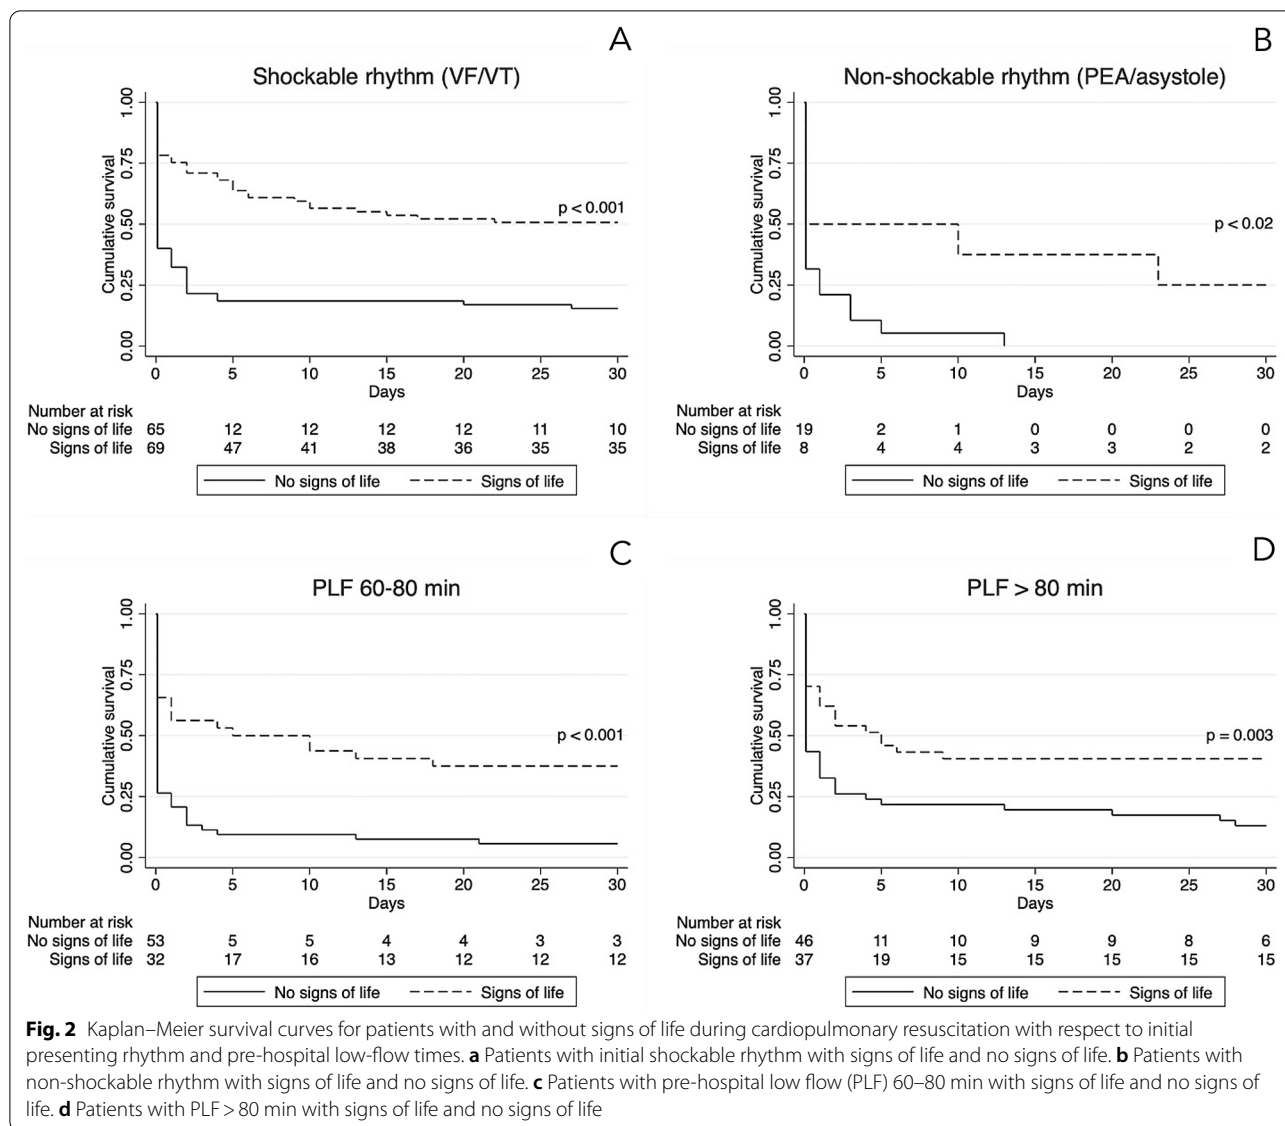 A
Shockable rhythm (VF/VT)
Cumulative survival
0.00 0.25 0.50 0.75 1.00
p < 0.001
0 5 10 15 20 25 30
Days
Number at risk
No signs of life 65 12 12 12 12 11 10
Signs of life 69 47 41 38 36 35 35
No signs of life Signs of life
B
Non-shockable rhythm (PEA/asystole)
Cumulative survival
0.00 0.25 0.50 0.75 1.00
p < 0.02
0 5 10 15 20 25 30
Days
Number at risk
No signs of life 19 2 1 0 0 0 0
Signs of life 8 4 4 3 3 2 2
No signs of life Signs of life
C
PLF 60-80 min
Cumulative survival
0.00 0.25 0.50 0.75 1.00
p < 0.001
0 5 10 15 20 25 30
Days
Number at risk
No signs of life 53 5 5 4 4 3 3
Signs of life 32 17 16 13 12 12 12
No signs of life Signs of life
D
PLF > 80 min
Cumulative survival
0.00 0.25 0.50 0.75 1.00
p = 0.003
0 5 10 15 20 25 30
Days
Number at risk
No signs of life 46 11 10 9 9 8 6
Signs of life 37 19 15 15 15 15 15
No signs of life Signs of life
Fig. 2 Kaplan–Meier survival curves for patients with and without signs of life during cardiopulmonary resuscitation with respect to initial
presenting rhythm and pre-hospital low-flow times. a Patients with initial shockable rhythm with signs of life and no signs of life. b Patients with
non-shockable rhythm with signs of life and no signs of life. c Patients with pre-hospital low flow (PLF) 60–80 min with signs of life and no signs of
life. d Patients with PLF > 80 min with signs of life and no signs of life